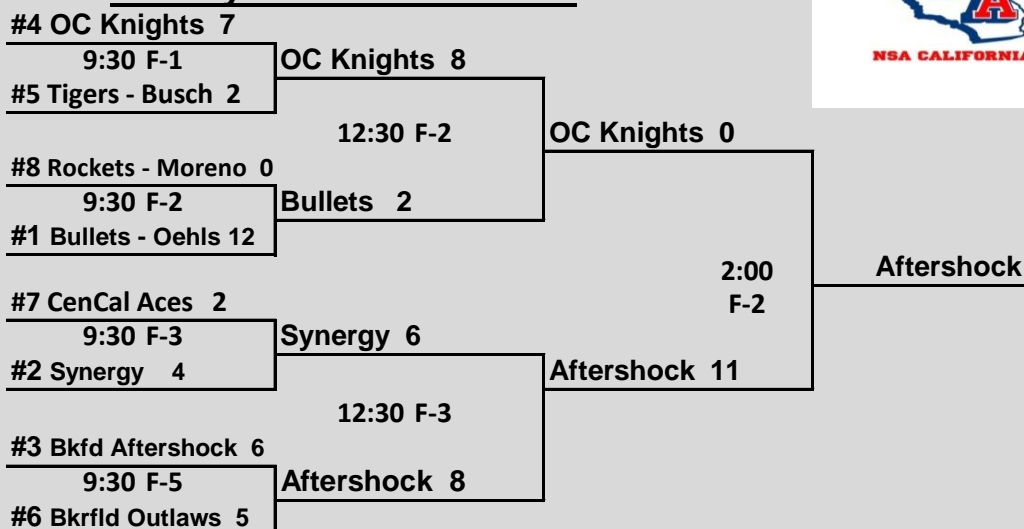 #4 OC Knights 7
9:30 F-1
#5 Tigers - Busch 2
OC Knights 8
12:30 F-2
#8 Rockets - Moreno 0
9:30 F-2
#1 Bullets - Oehls 12
Bullets 2
OC Knights 0
#7 CenCal Aces 2
9:30 F-3
#2 Synergy 4
Synergy 6
12:30 F-3
#3 Bkfd Aftershock 6
9:30 F-5
#6 Bkrfld Outlaws 5
Aftershock 8
Aftershock 11
2:00
F-2
Aftershock
A
NSA CALIFORNIA